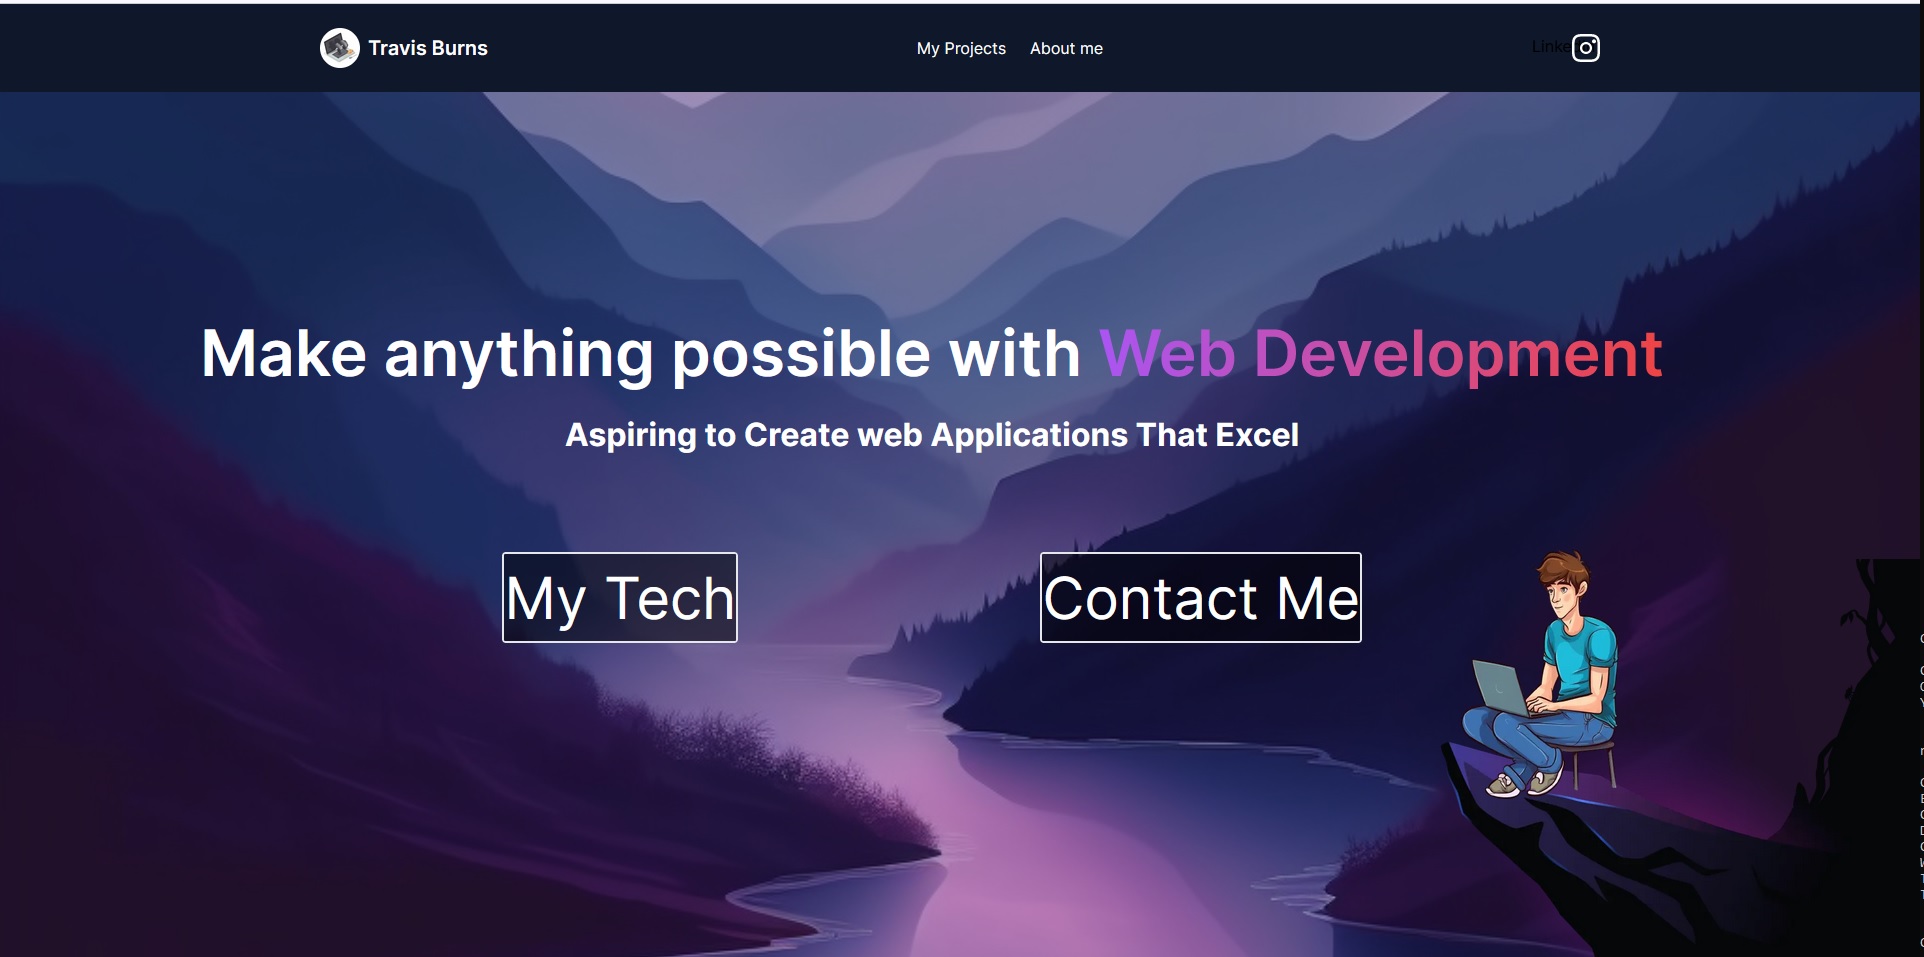 Travis Burns
My Projects
About me
Make anything possible with Web Development
Aspiring to Create web Applications That Excel
My Tech
Contact Me